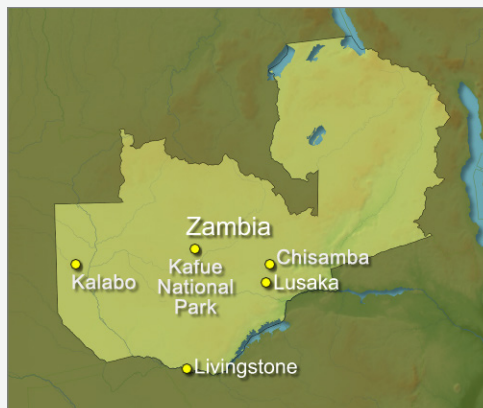 Zambia
Chisamba
Kalabo
Kafue
National
Park
Lusaka
Livingstone